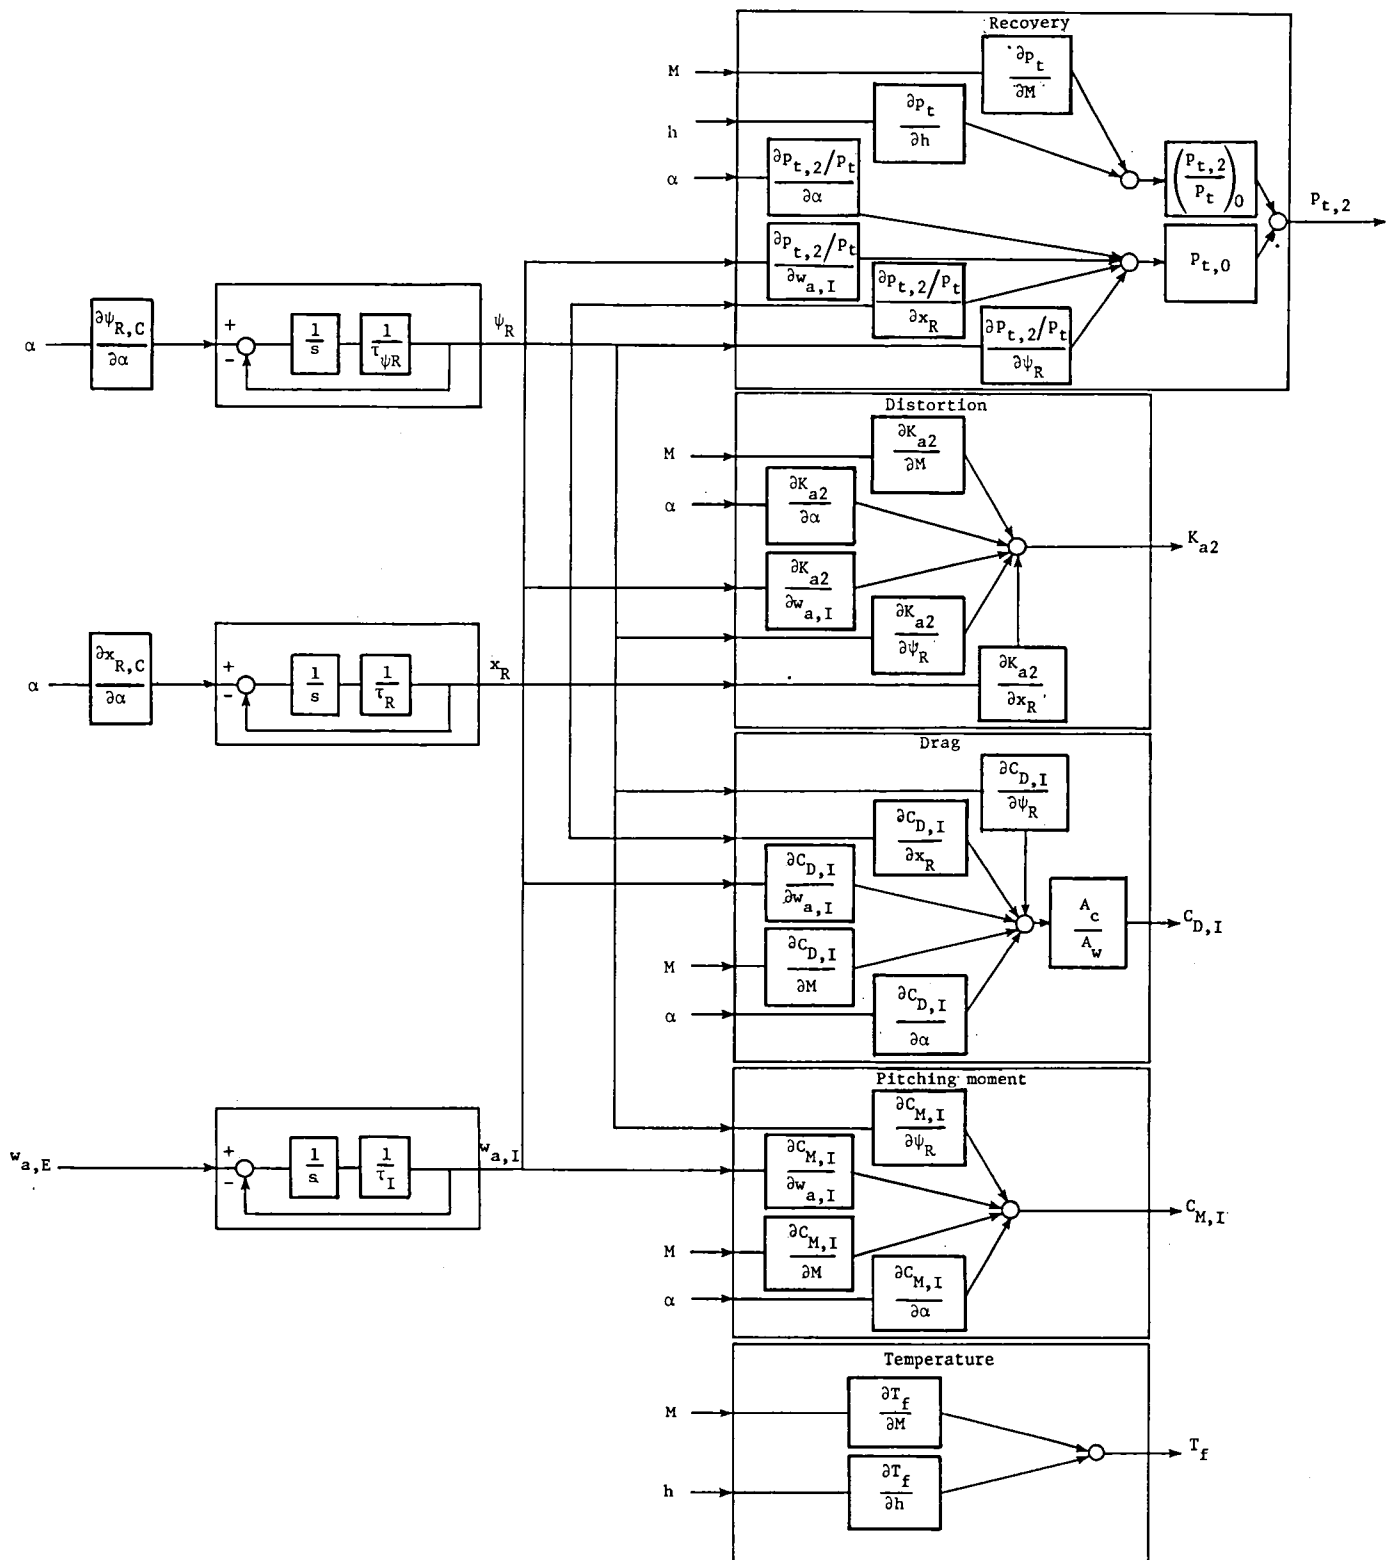 Recovery
M
∂p_t
∂M
h
∂p_t
∂h
α
∂p_t,2/p_t
∂α
(p_t,2
p_t)_0
p_t,2
∂p_t,2/p_t
∂w_a,I
p_t,0
∂p_t,2/p_t
∂x_R
∂p_t,2/p_t
∂ψ_R
α
∂ψ_R,C
∂α
+
−
1
s
1
τ_ψR
ψ_R
Distortion
M
∂K_a2
∂M
α
∂K_a2
∂α
K_a2
∂K_a2
∂w_a,I
∂K_a2
∂ψ_R
∂K_a2
∂x_R
α
∂x_R,C
∂α
+
−
1
s
1
τ_R
x_R
Drag
∂C_D,I
∂ψ_R
∂C_D,I
∂x_R
∂C_D,I
∂w_a,I
A_c
A_w
C_D,I
M
∂C_D,I
∂M
α
∂C_D,I
∂α
Pitching moment
∂C_M,I
∂ψ_R
w_a,E
+
−
1
s
1
τ_I
w_a,I
∂C_M,I
∂w_a,I
C_M,I
M
∂C_M,I
∂M
α
∂C_M,I
∂α
Temperature
M
∂T_f
∂M
T_f
h
∂T_f
∂h